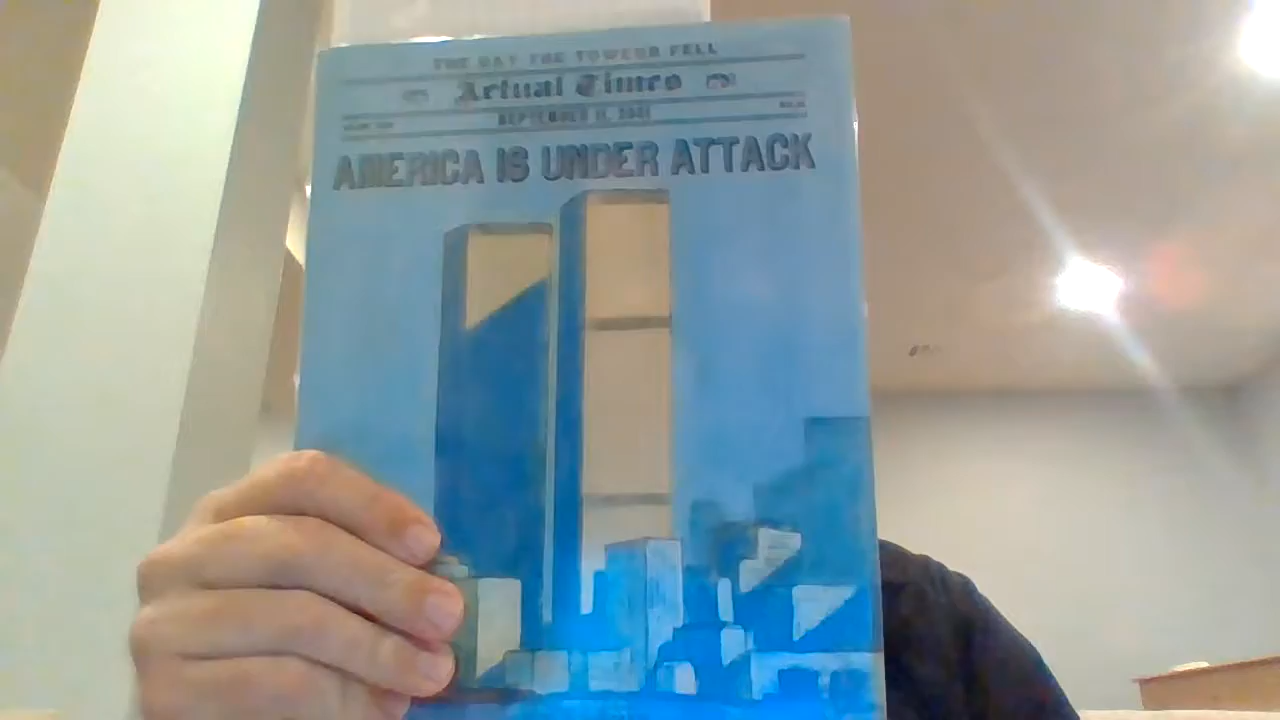 THE DAY THE TOWERS FELL
Actual Times
SEPTEMBER 11, 2001
AMERICA IS UNDER ATTACK